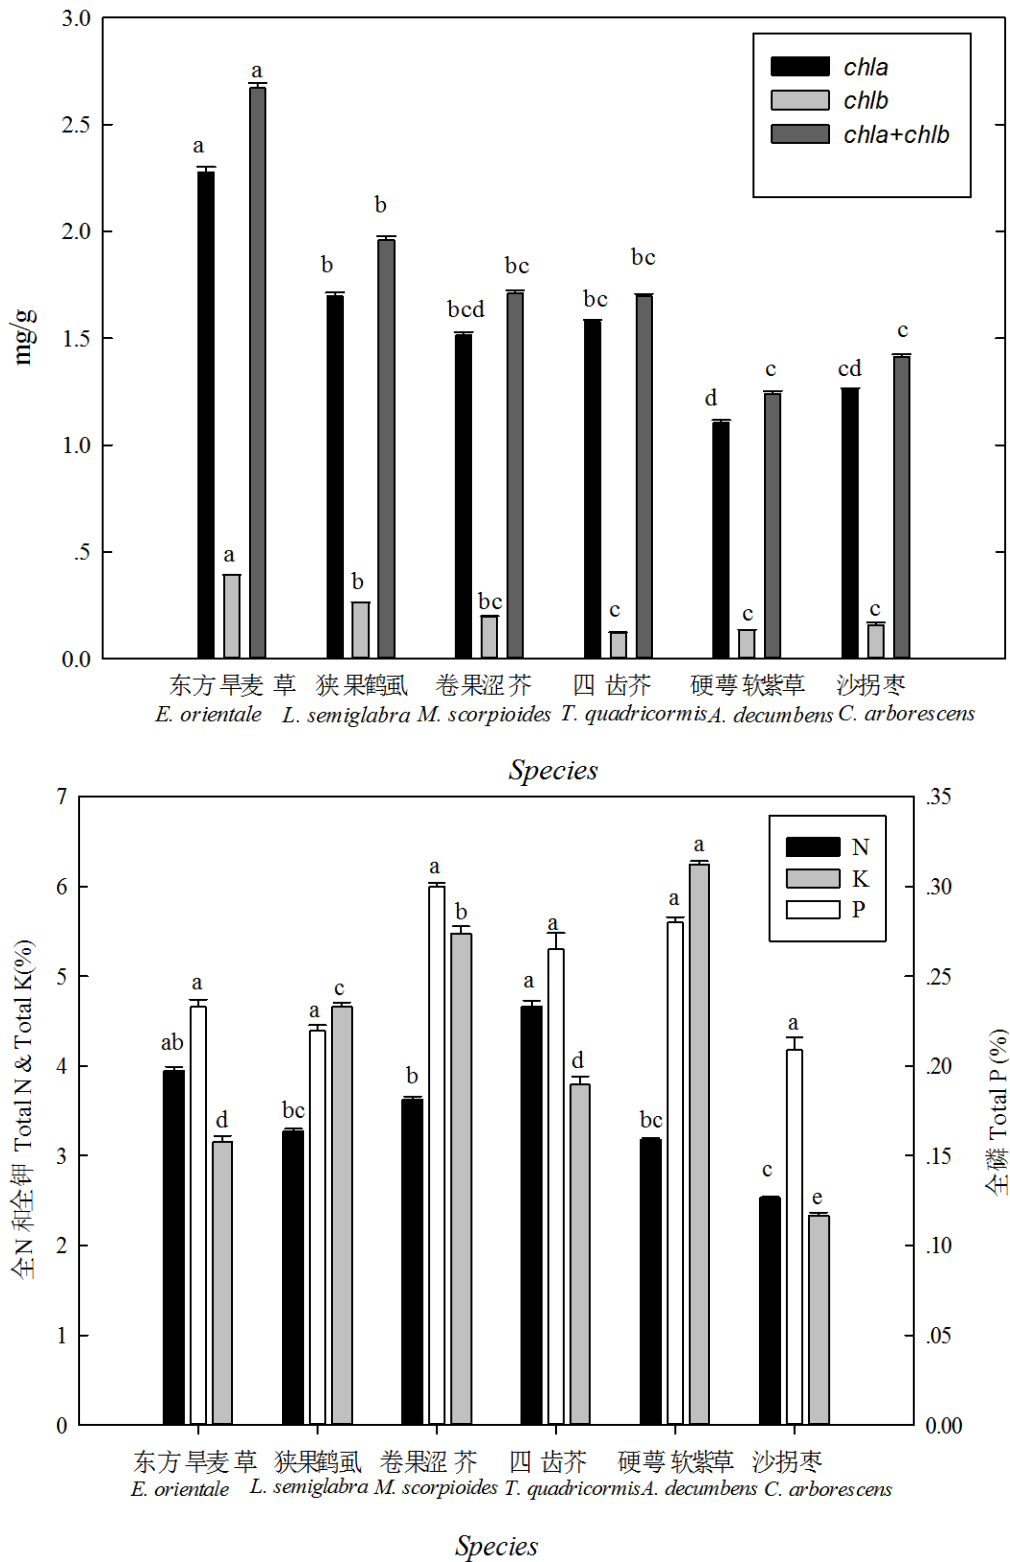 3.0
2.5
2.0
1.5
1.0
.5
0.0
mg/g
chla
chlb
chla+chlb
a
a
a
b
b
b
bcd
bc
bc
bc
c
bc
d
c
c
cd
c
c
东方旱麦草 狭果鹤虱 卷果涩芥 四齿芥 硬萼软紫草 沙拐枣
E. orientale L. semiglabra M. scorpioides T. quadricormis A. decumbens C. arborescens
Species
7
6
5
4
3
2
1
0
全N 和全钾 Total N & Total K(%)
.35
.30
.25
.20
.15
.10
.05
0.00
全磷 Total P (%)
N
K
P
ab
a
d
bc
a
c
b
a
b
a
a
d
bc
a
a
c
a
e
东方旱麦草 狭果鹤虱 卷果涩芥 四齿芥 硬萼软紫草 沙拐枣
E. orientale L. semiglabra M. scorpioides T. quadricormis A. decumbens C. arborescens
Species